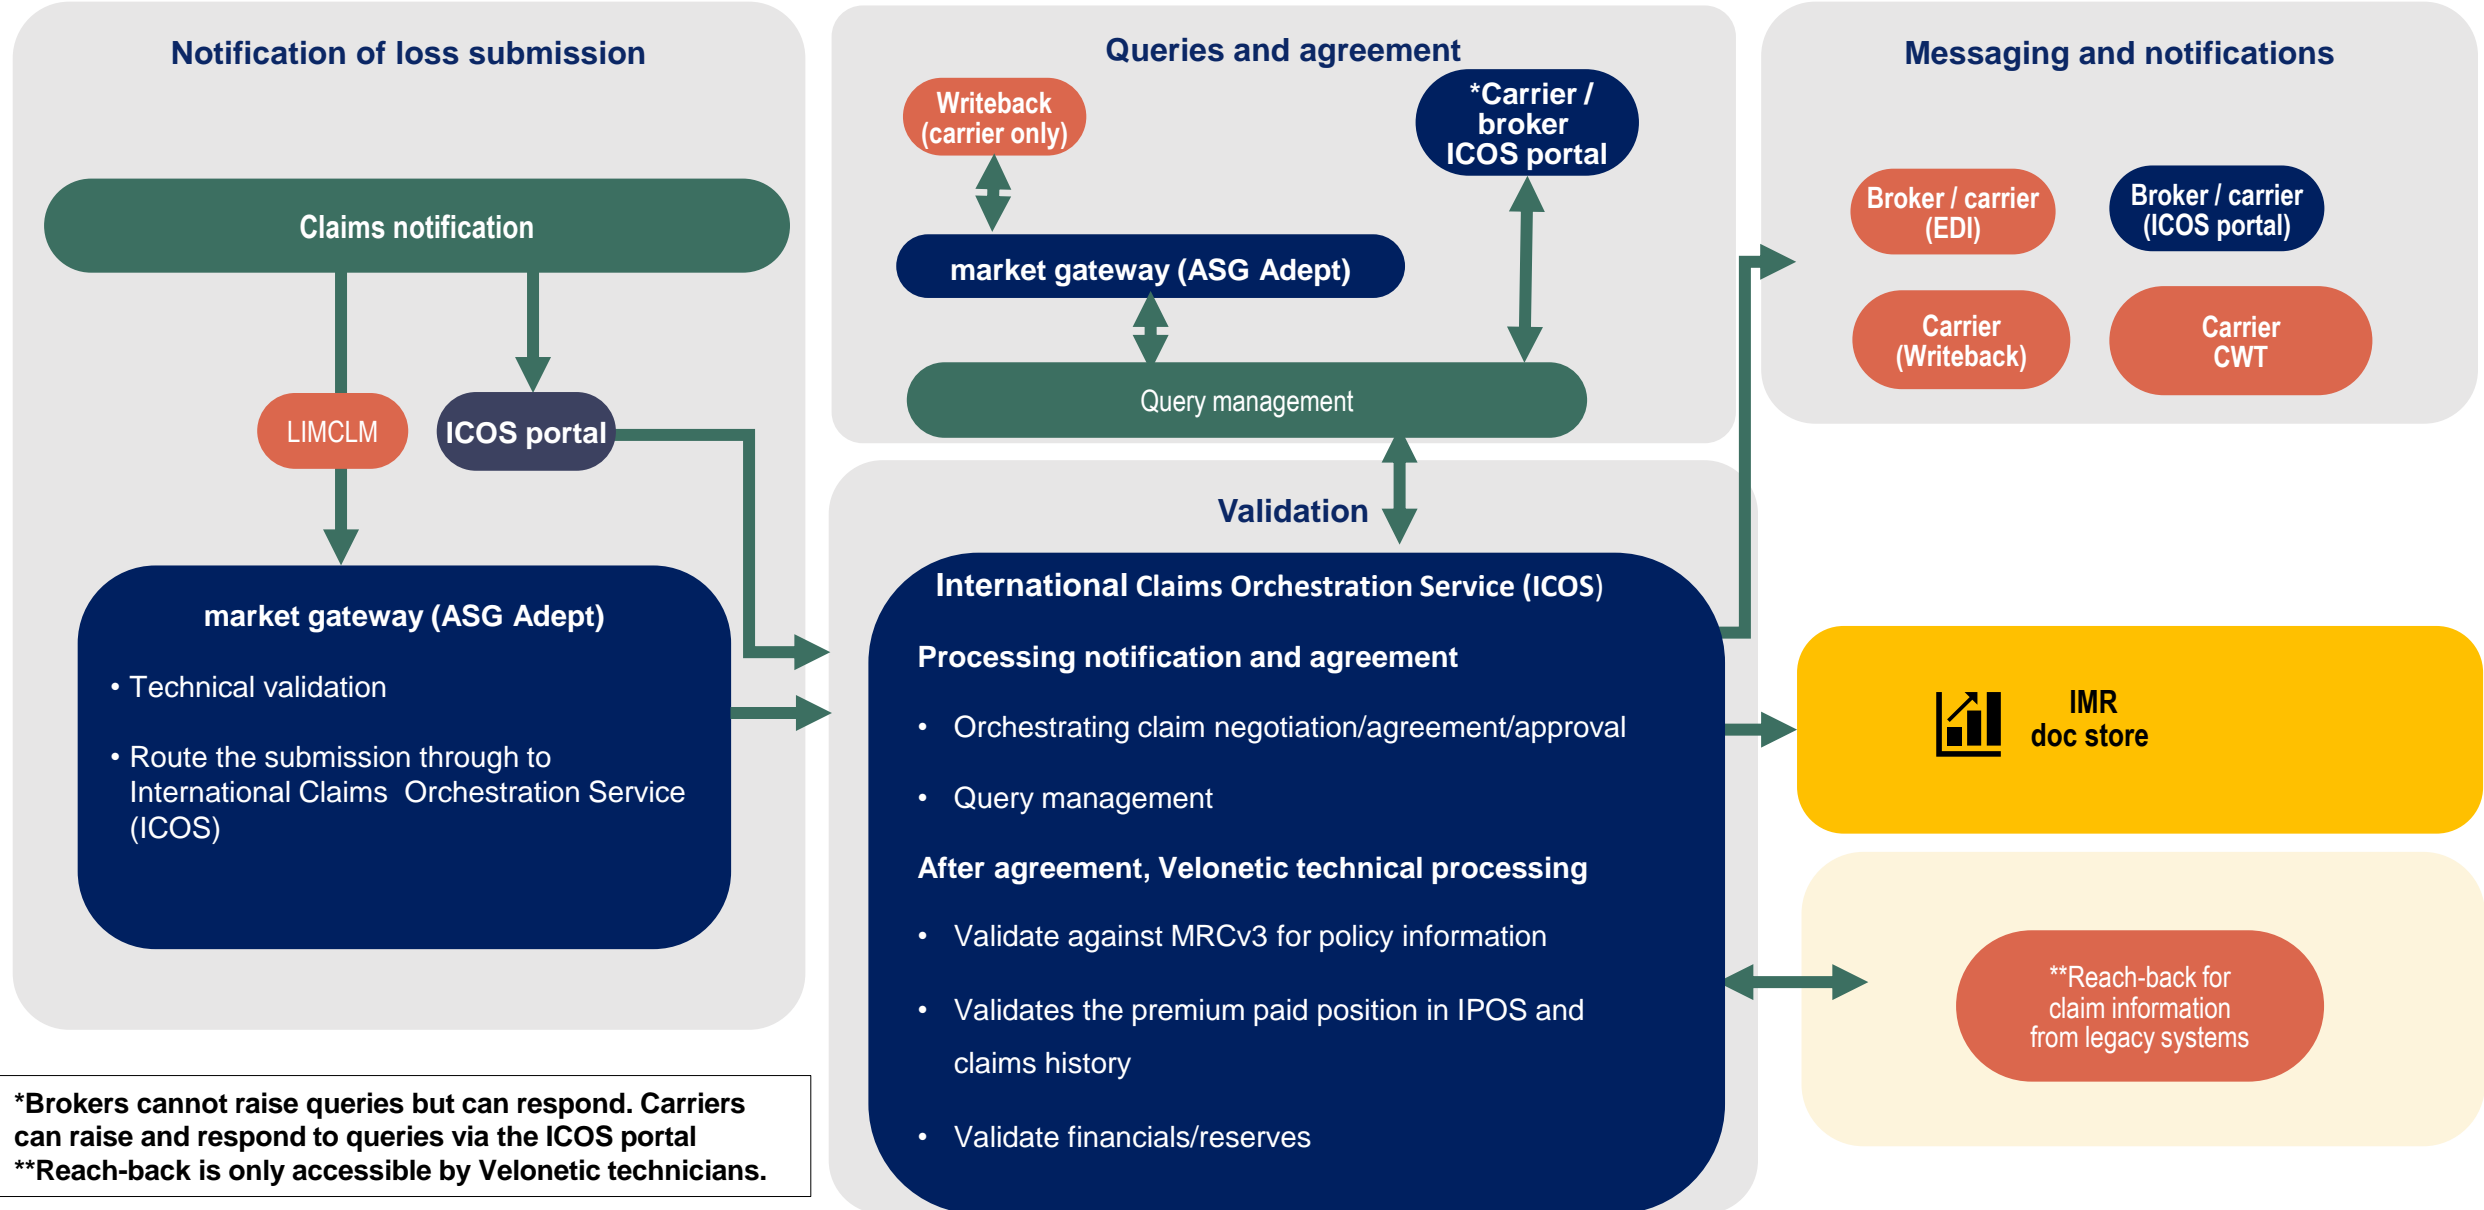 Notification of loss submission
Claims notification
LIMCLM
ICOS portal
market gateway (ASG Adept)
• Technical validation
• Route the submission through to
International Claims Orchestration Service
(ICOS)
*Brokers cannot raise queries but can respond. Carriers
can raise and respond to queries via the ICOS portal
**Reach-back is only accessible by Velonetic technicians.
Queries and agreement
Writeback
(carrier only)
*Carrier /
broker
ICOS portal
market gateway (ASG Adept)
Query management
Validation
International Claims Orchestration Service (ICOS)
Processing notification and agreement
• Orchestrating claim negotiation/agreement/approval
• Query management
After agreement, Velonetic technical processing
• Validate against MRCv3 for policy information
• Validates the premium paid position in IPOS and
claims history
• Validate financials/reserves
Messaging and notifications
Broker / carrier
(EDI)
Broker / carrier
(ICOS portal)
Carrier
(Writeback)
Carrier
CWT
IMR
doc store
**Reach-back for
claim information
from legacy systems